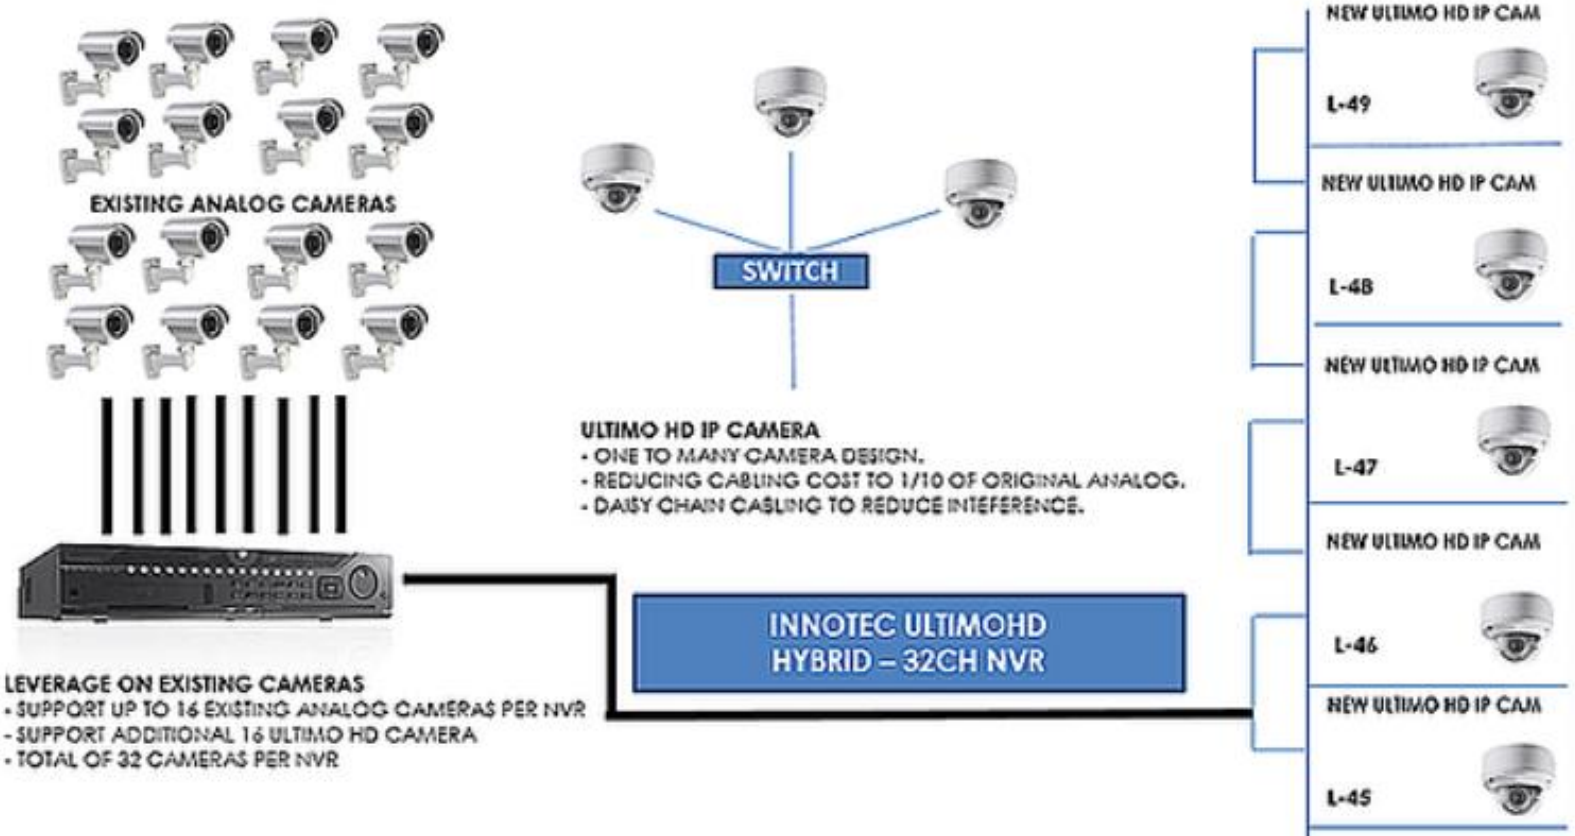 EXISTING ANALOG CAMERAS
SWITCH
ULTIMO HD IP CAMERA
- ONE TO MANY CAMERA DESIGN.
- REDUCING CABLING COST TO 1/10 OF ORIGINAL ANALOG.
- DAISY CHAIN CABLING TO REDUCE INTEFERENCE.
INNOTEC ULTIMOHD
HYBRID – 32CH NVR
LEVERAGE ON EXISTING CAMERAS
- SUPPORT UP TO 16 EXISTING ANALOG CAMERAS PER NVR
- SUPPORT ADDITIONAL 16 ULTIMO HD CAMERA
- TOTAL OF 32 CAMERAS PER NVR
NEW ULTIMO HD IP CAM
L-49
NEW ULTIMO HD IP CAM
L-48
NEW ULTIMO HD IP CAM
L-47
NEW ULTIMO HD IP CAM
L-46
NEW ULTIMO HD IP CAM
L-45